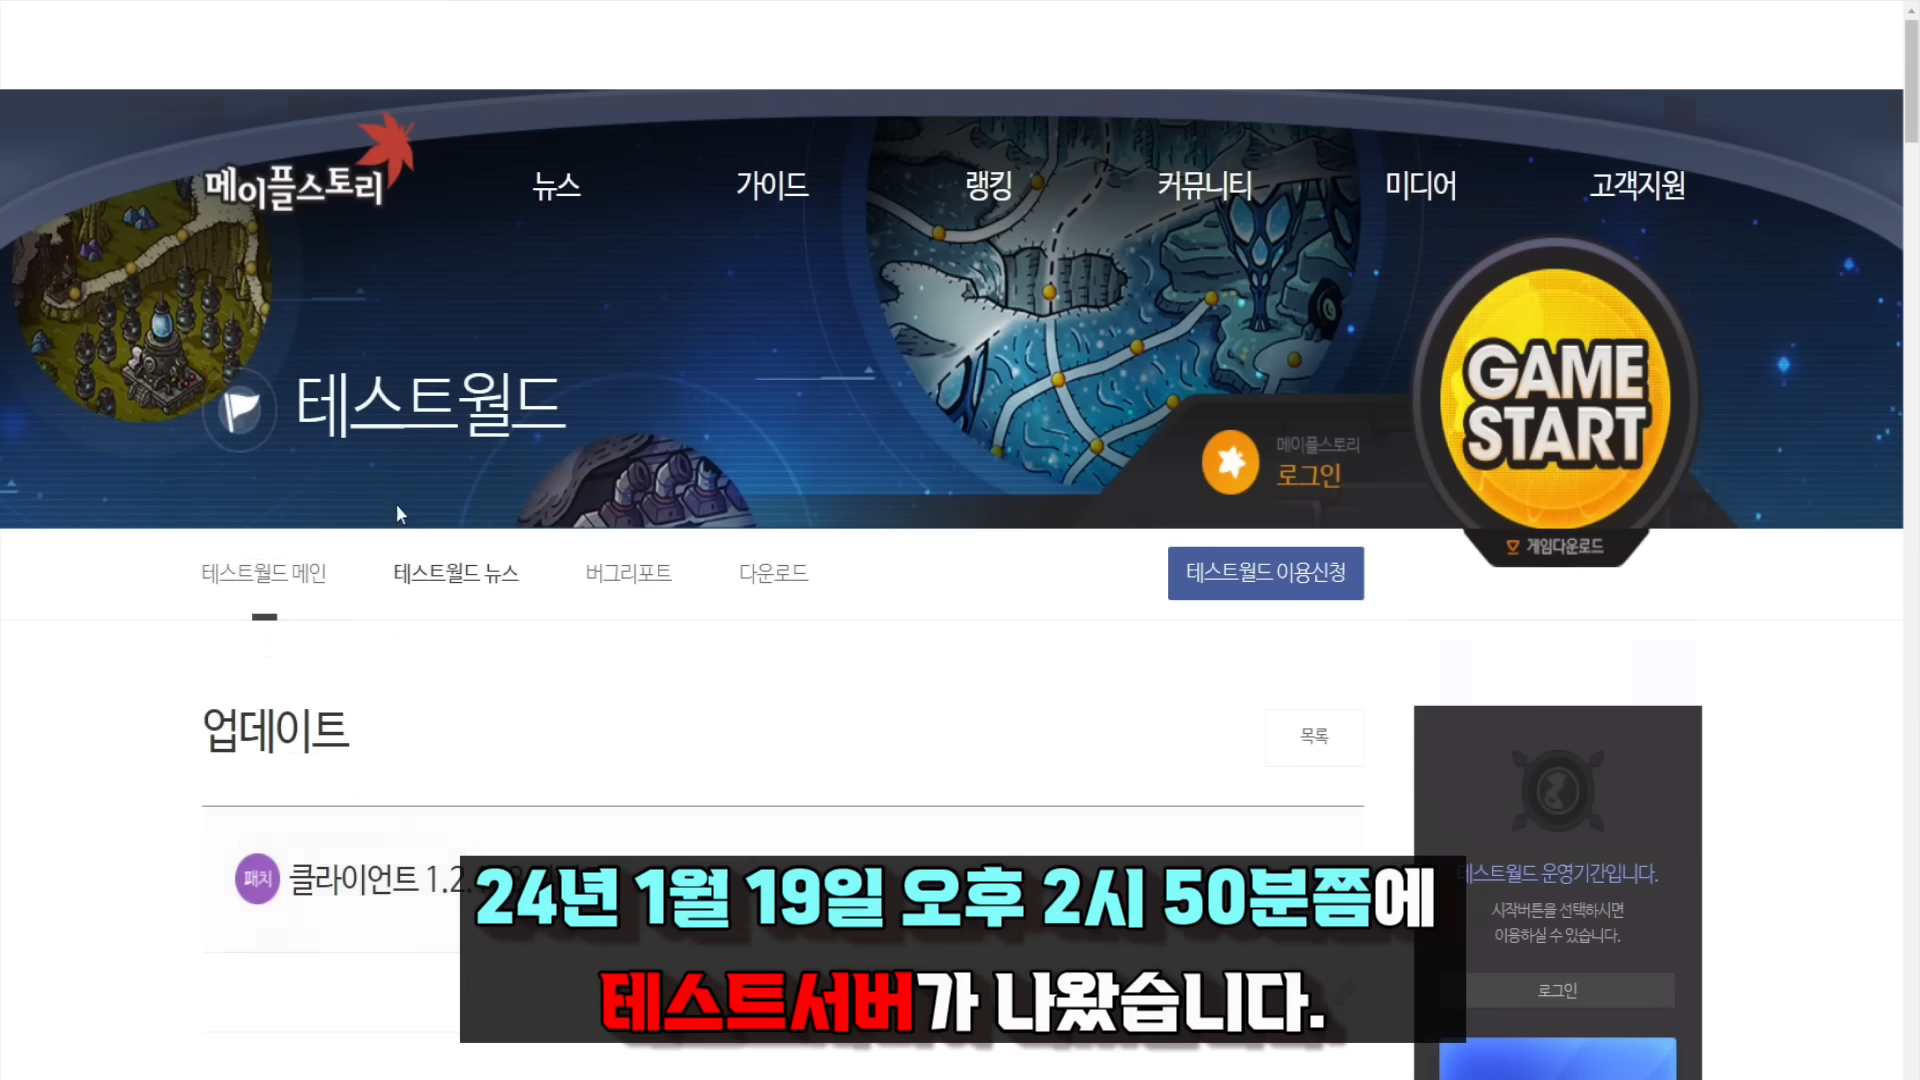 메이플스토리
뉴스
가이드
랭킹
커뮤니티
미디어
고객지원
테스트월드
GAME
START
메이플스토리
로그인
게임다운로드
테스트월드 메인
테스트월드 뉴스
버그리포트
다운로드
테스트월드 이용신청
업데이트
목록
패치
클라이언트 1.2.
24년 1월 19일 오후 2시 50분쯤에
테스트서버가 나왔습니다.
테스트월드 운영기간입니다.
시작버튼을 선택하시면
이용하실 수 있습니다.
로그인